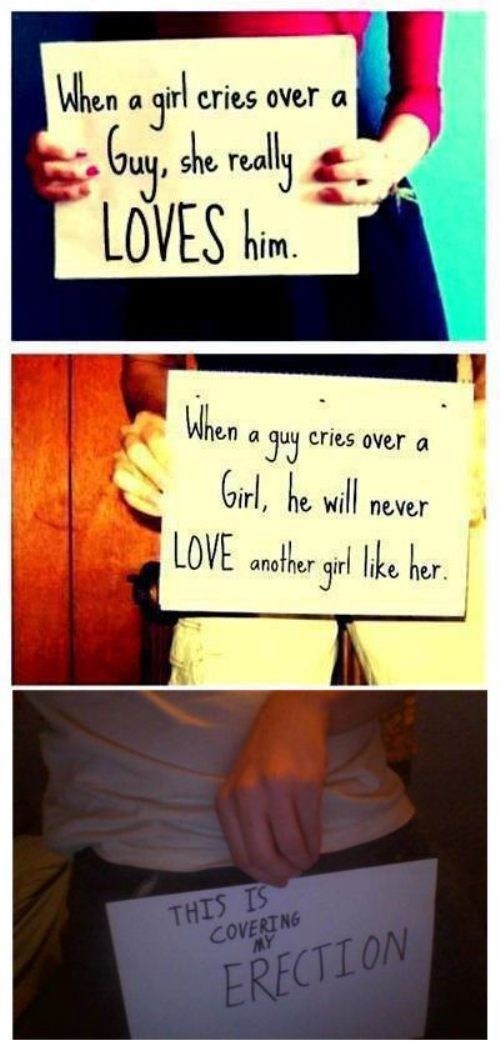 When a girl cries over a
Guy, she really
LOVES him.
When a guy cries over a
Girl, he will never
LOVE another girl like her.
THIS IS
COVERING
MY
ERECTION